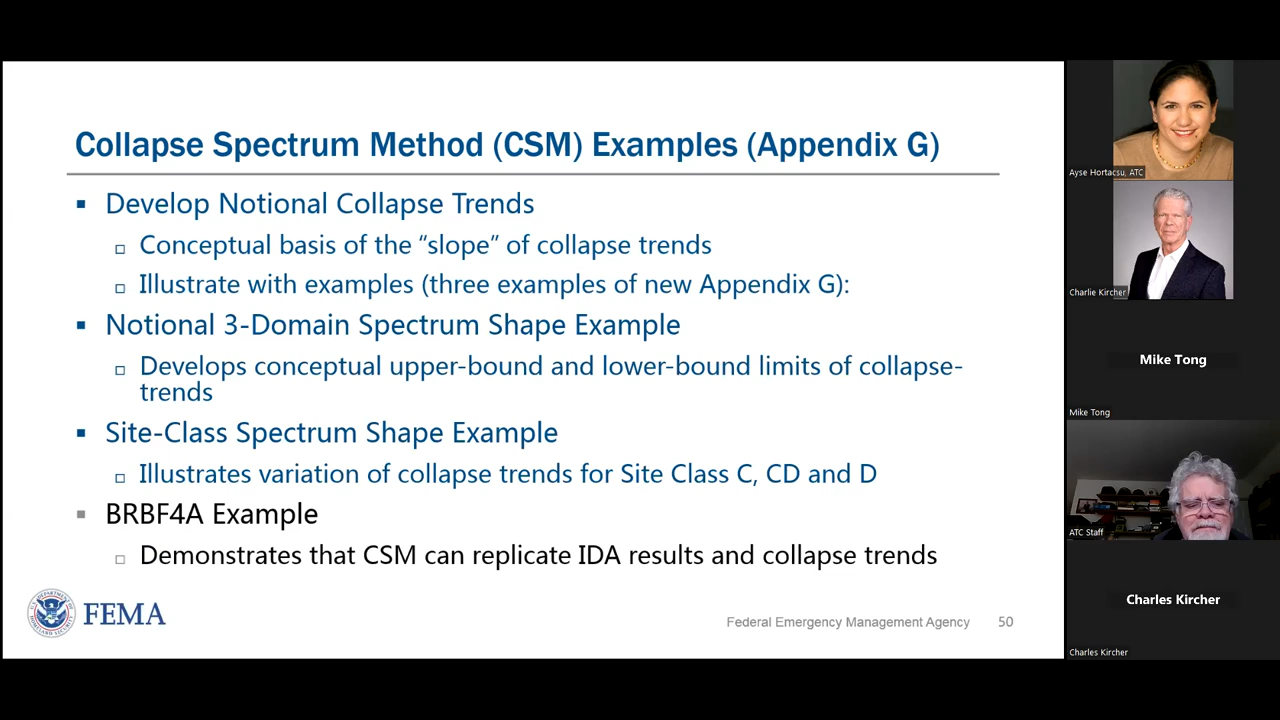 Collapse Spectrum Method (CSM) Examples (Appendix G)
▪ Develop Notional Collapse Trends
▫ Conceptual basis of the “slope” of collapse trends
▫ Illustrate with examples (three examples of new Appendix G):
▪ Notional 3-Domain Spectrum Shape Example
▫ Develops conceptual upper-bound and lower-bound limits of collapse-
trends
▪ Site-Class Spectrum Shape Example
▫ Illustrates variation of collapse trends for Site Class C, CD and D
▪ BRBF4A Example
▫ Demonstrates that CSM can replicate IDA results and collapse trends
FEMA
Federal Emergency Management Agency 50
Ayse Hortacsu, ATC
Charlie Kircher
Mike Tong
Mike Tong
ATC Staff
Charles Kircher
Charles Kircher